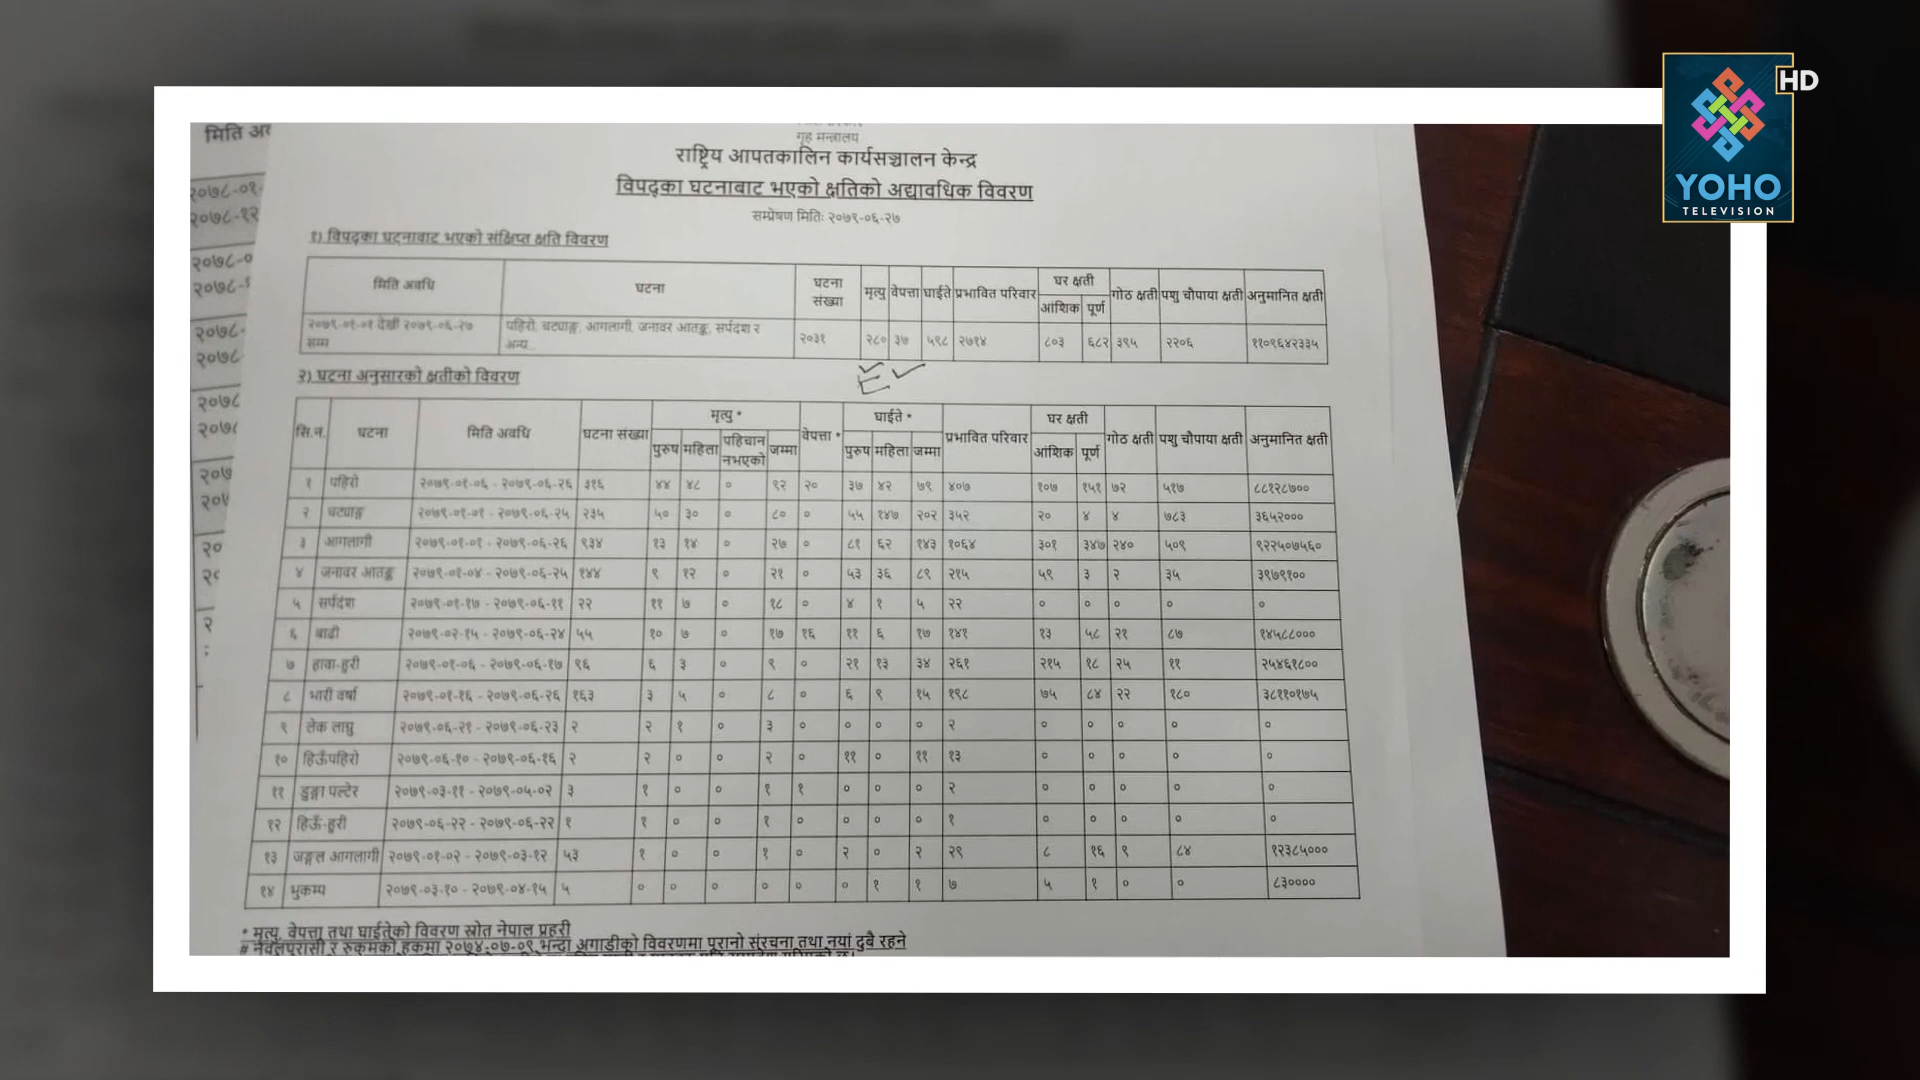 HD
YOHO
TELEVISION
मिति अ
गृह मन्त्रालय
राष्ट्रिय आपतकालिन कार्यसञ्चालन केन्द्र
विपद्का घटनाबाट भएको क्षतिको अद्यावधिक विवरण
सम्प्रेषण मितिः २०७९-०६-२७
१) विपद्का घटनाबाट भएको संक्षिप्त क्षति विवरण
मिति अवधि घटना घटना संख्या मृत्यु वेपत्ता घाईते प्रभावित परिवार घर क्षती आंशिक पूर्ण गोठ क्षती पशु चौपाया क्षती अनुमानित क्षती
२०७९-०१-०१ देखी २०७९-०६-२७ सम्म पहिरो, चट्याङ्ग, आगलागी, जनावर आतङ्क, सर्पदंश र अन्य २०३१ २८० ३७ ५९८ २७१४ ८०३ ६८२ ३९५ २२०६ ११०९६४२३३५
२) घटना अनुसारको क्षतीको विवरण
सि.न. घटना मिति अवधि घटना संख्या मृत्यु * वेपत्ता * घाईते * प्रभावित परिवार घर क्षती गोठ क्षती पशु चौपाया क्षती अनुमानित क्षती
पुरुष महिला पहिचान नभएको जम्मा पुरुष महिला जम्मा आंशिक पूर्ण
१ पहिरो २०७९-०१-०६ - २०७९-०६-२६ ३१६ ४४ ४८ ० ९२ २० ३७ ४२ ७९ ४०७ १०७ १५१ ७२ ५१७ ८८१२८७००
२ चट्याङ्ग २०७९-०१-०१ - २०७९-०६-२५ २३५ ५० ३० ० ८० ० ५५ १४७ २०२ ३५२ २० ४ ४ ७८३ ३६५२०००
३ आगलागी २०७९-०१-०१ - २०७९-०६-२६ ९३४ १३ १४ ० २७ ० ८१ ६२ १४३ १०६४ ३०१ ३४७ २४० ५०९ ९२२५०७५६०
४ जनावर आतङ्क २०७९-०१-०४ - २०७९-०६-२५ १४४ ९ १२ ० २१ ० ५३ ३६ ८९ २१५ ५९ ३ २ ३५ ३९७९१००
५ सर्पदंश २०७९-०१-१७ - २०७९-०६-११ २२ ११ ७ ० १८ ० ४ १ ५ २२ ० ० ० ० ०
६ बाढी २०७९-०२-१५ - २०७९-०६-२४ ५५ १० ७ ० १७ १६ ११ ६ १७ १४१ १३ ५८ २१ ८७ १४५८८०००
७ हावा-हुरी २०७९-०१-०६ - २०७९-०६-१७ ९६ ६ ३ ० ९ ० २१ १३ ३४ २६१ २१५ १८ २५ ११ २५४६१८००
८ भारी वर्षा २०७९-०१-१६ - २०७९-०६-२६ १६३ ३ ५ ० ८ ० ६ ९ १५ १९८ ७५ ८४ २२ १८० ३८११०१७५
९ लेक लाग्नु २०७९-०६-२१ - २०७९-०६-२३ २ २ १ ० ३ ० ० ० ० २ ० ० ० ० ०
१० हिऊँपहिरो २०७९-०६-१० - २०७९-०६-१६ २ २ ० ० २ ० ११ ० ११ १३ ० ० ० ० ०
११ डुङ्गा पल्टेर २०७९-०३-११ - २०७९-०५-०२ ३ १ ० ० १ १ ० ० ० २ ० ० ० ० ०
१२ हिऊँ-हुरी २०७९-०६-२२ - २०७९-०६-२२ १ १ ० ० १ ० ० ० ० १ ० ० ० ० ०
१३ जङ्गल आगलागी २०७९-०१-०२ - २०७९-०३-१२ ५३ १ ० ० १ ० २ ० २ २९ ८ १६ ९ ८४ १२३८५०००
१४ भुकम्प २०७९-०३-१० - २०७९-०४-१५ ५ ० ० ० ० ० ० १ १ ७ ५ १ ० ० ८३००००
* मृत्यु, वेपत्ता तथा घाईतेको विवरण स्रोत नेपाल प्रहरी
# नवलपरासी र रुकुमको हकमा २०७४-०७-०९ भन्दा अगाडीको विवरणमा पुरानो संरचना तथा नयां दुबै रहने